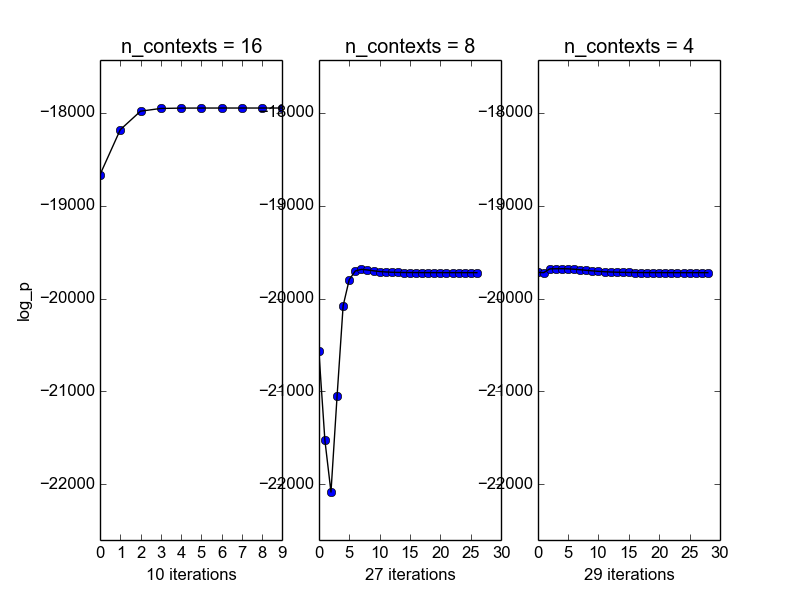 n_contexts = 16
n_contexts = 8
n_contexts = 4
log_p
−18000
−19000
−20000
−21000
−22000
0 1 2 3 4 5 6 7 8 9
10 iterations
−18000
−19000
−20000
−21000
−22000
0 5 10 15 20 25 30
27 iterations
−18000
−19000
−20000
−21000
−22000
0 5 10 15 20 25 30
29 iterations